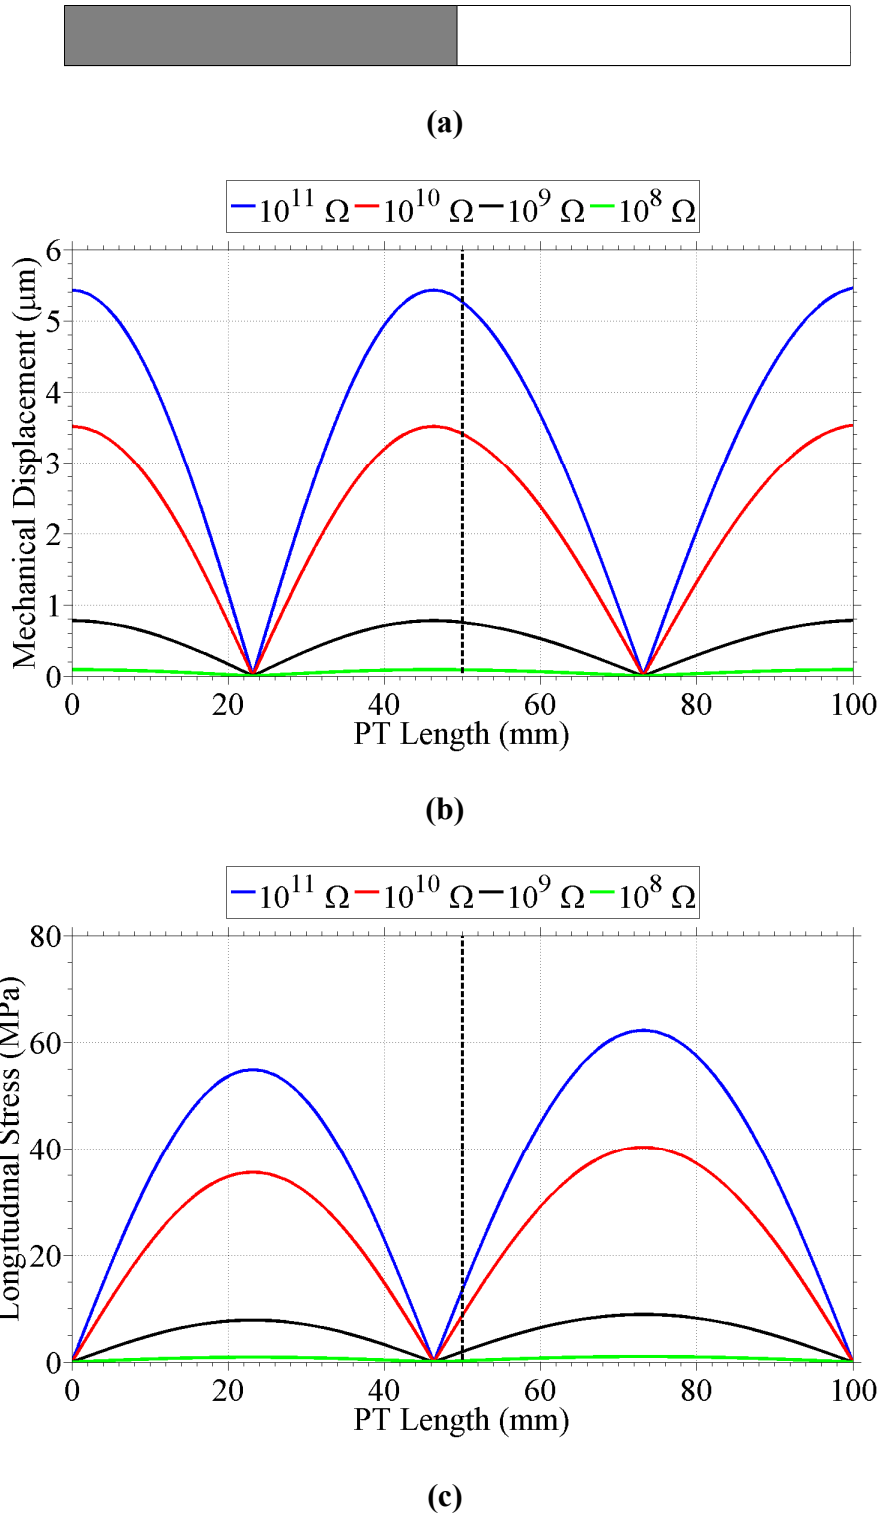 (a)
10¹¹ Ω 10¹⁰ Ω 10⁹ Ω 10⁸ Ω
6
5
4
3
2
1
0
Mechanical Displacement (μm)
0 20 40 60 80 100
PT Length (mm)
(b)
10¹¹ Ω 10¹⁰ Ω 10⁹ Ω 10⁸ Ω
80
60
40
20
0
Longitudinal Stress (MPa)
0 20 40 60 80 100
PT Length (mm)
(c)